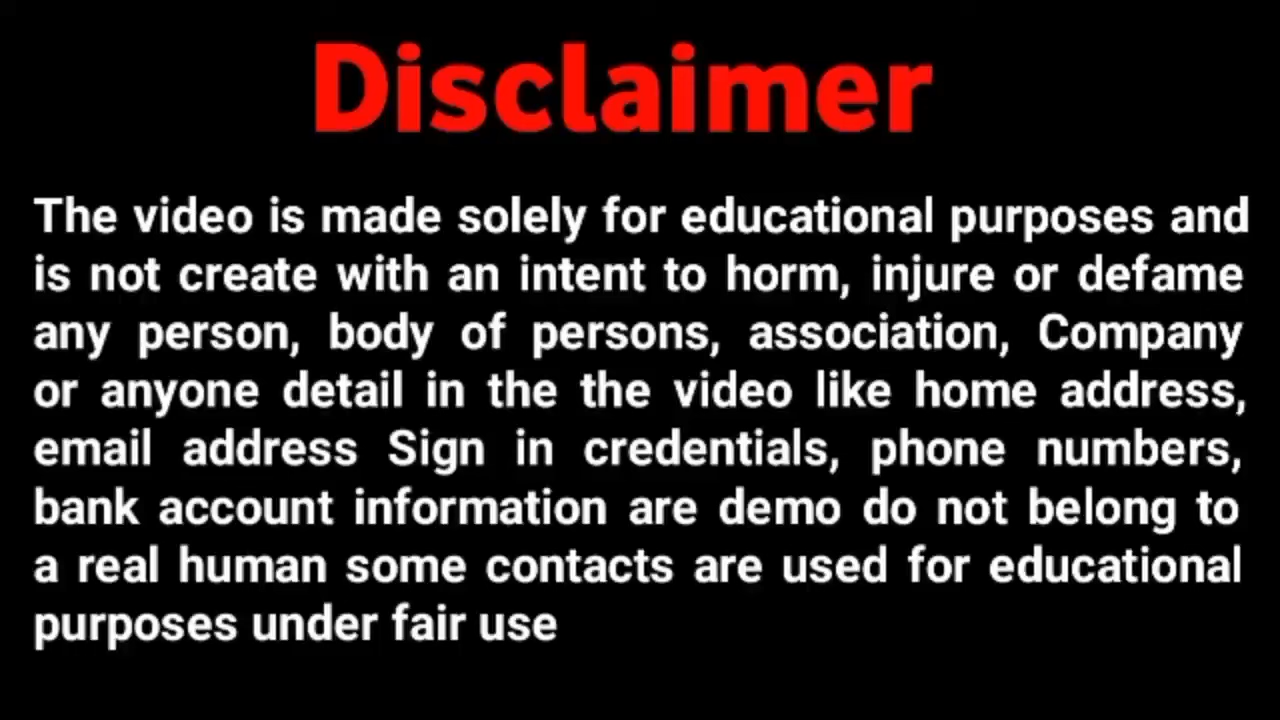 Disclaimer
The video is made solely for educational purposes and
is not create with an intent to horm, injure or defame
any person, body of persons, association, Company
or anyone detail in the the video like home address,
email address Sign in credentials, phone numbers,
bank account information are demo do not belong to
a real human some contacts are used for educational
purposes under fair use